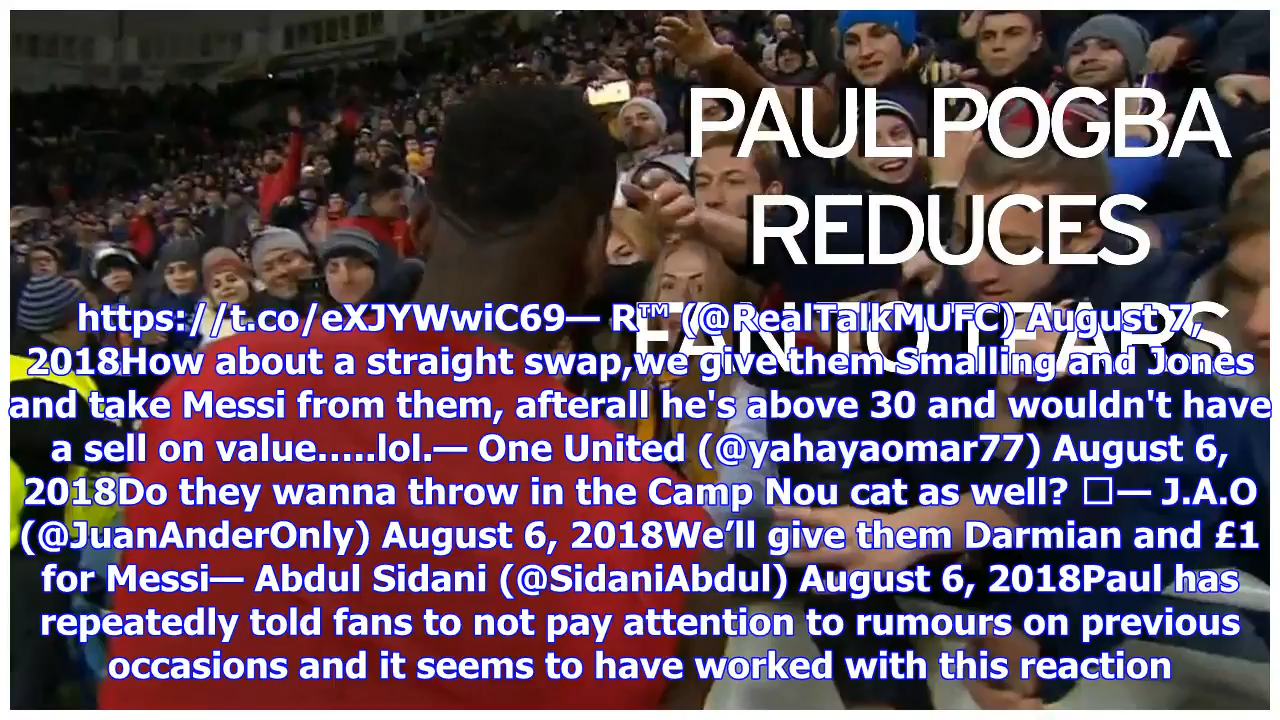 PAUL POGBA
REDUCES
FAN TO TEARS
https://t.co/eXJYWwiC69— R™ (@RealTalkMUFC) August 7,
2018How about a straight swap,we give them Smalling and Jones
and take Messi from them, afterall he's above 30 and wouldn't have
a sell on value.....lol.— One United (@yahayaomar77) August 6,
2018Do they wanna throw in the Camp Nou cat as well? □— J.A.O
(@JuanAnderOnly) August 6, 2018We’ll give them Darmian and £1
for Messi— Abdul Sidani (@SidaniAbdul) August 6, 2018Paul has
repeatedly told fans to not pay attention to rumours on previous
occasions and it seems to have worked with this reaction